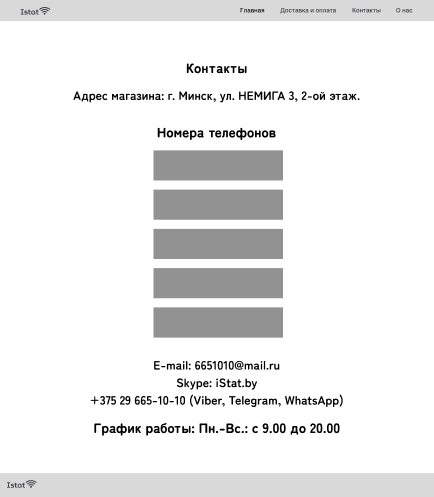 Istot
Главная Доставка и оплата Контакты О нас
Контакты
Адрес магазина: г. Минск, ул. НЕМИГА 3, 2-ой этаж.
Номера телефонов
E-mail: 6651010@mail.ru
Skype: iStat.by
+375 29 665-10-10 (Viber, Telegram, WhatsApp)
График работы: Пн.-Вс.: с 9.00 до 20.00
Istot